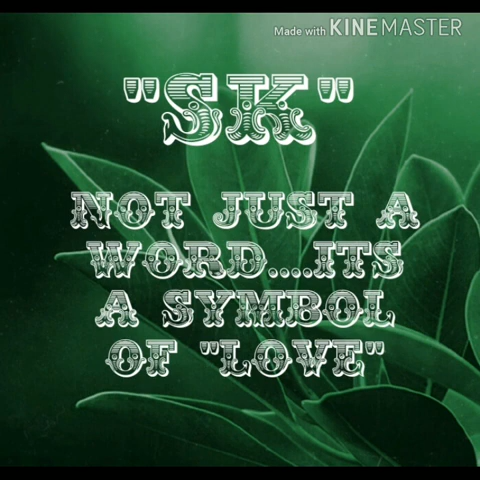 Made with KINEMASTER
"SK"
NOT JUST A
WORD....ITS
A SYMBOL
OF "LOVE"